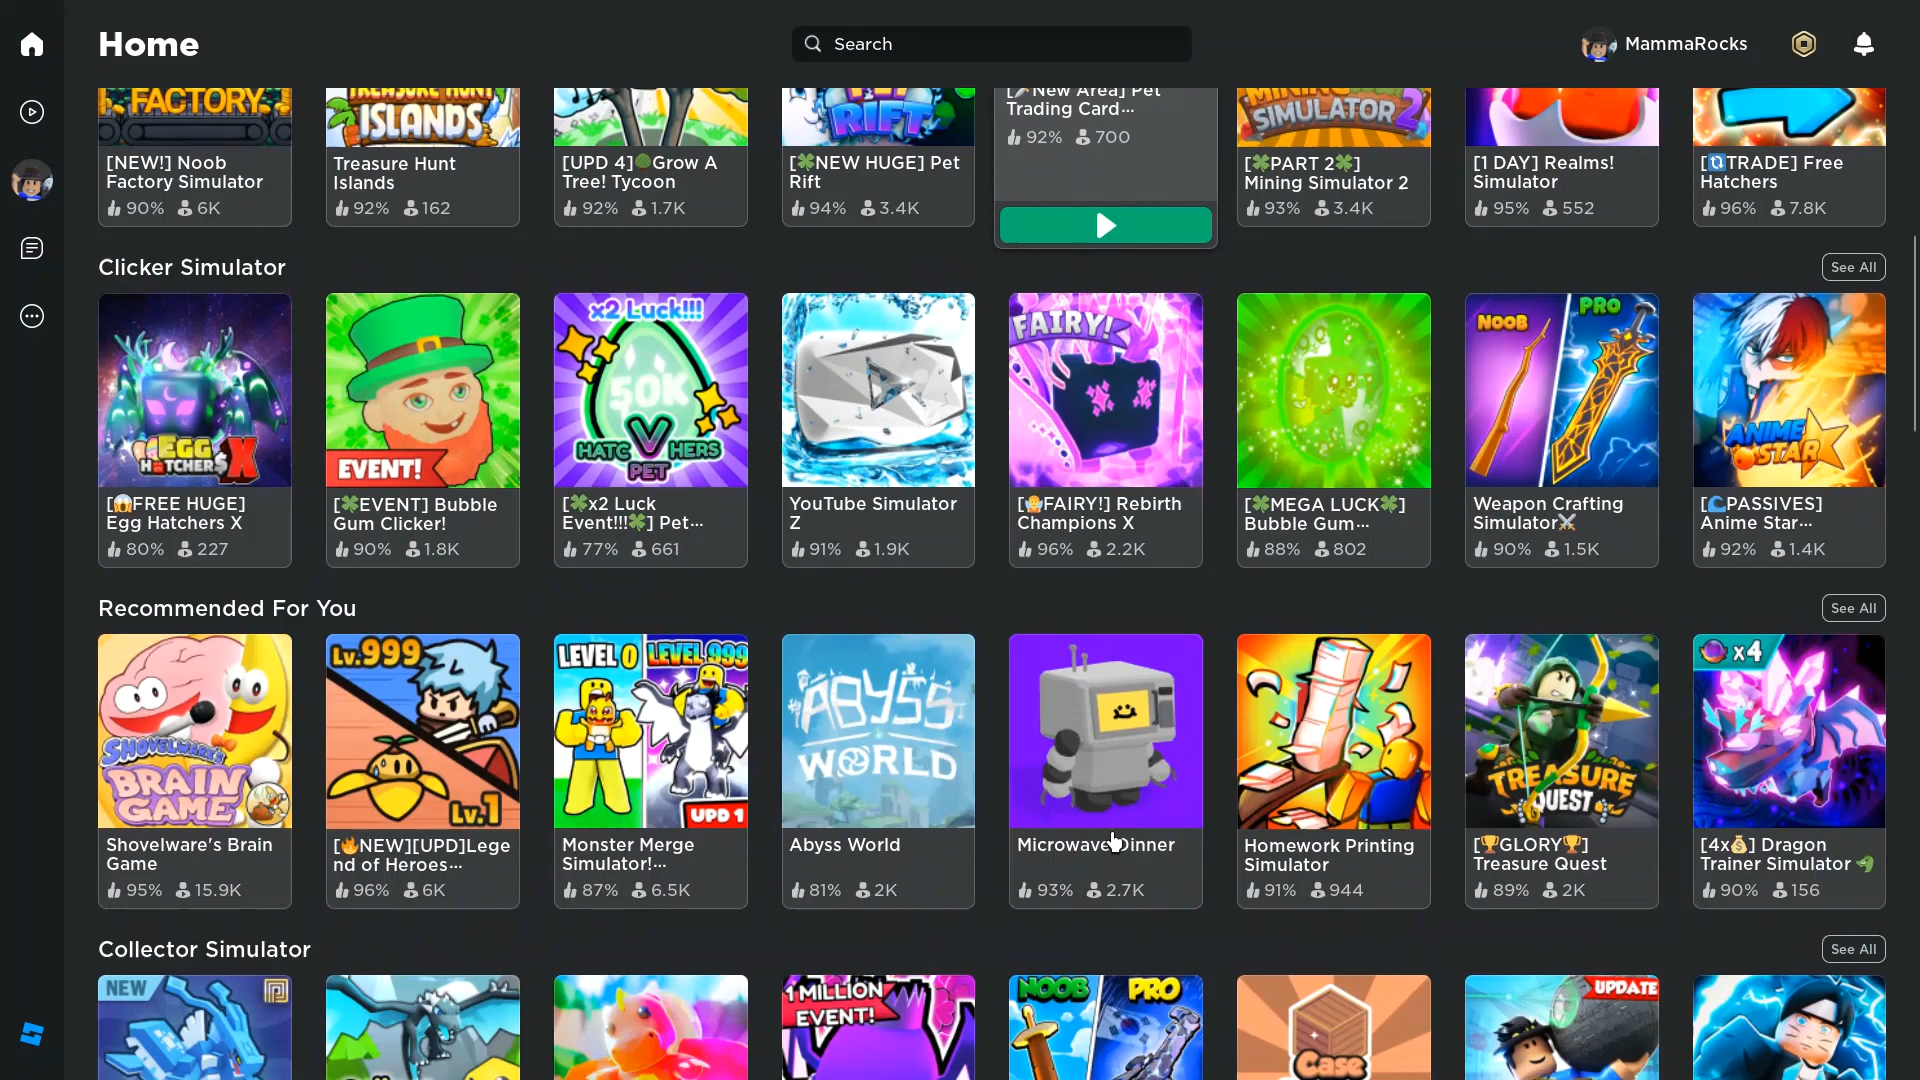 Home
Search
MammaRocks
FACTORY
TREASURE HUNT
ISLANDS
RIFT
[New Area] Pet
Trading Card...
92% 700
MINING
SIMULATOR 2
[NEW!] Noob
Factory Simulator
90% 6K
Treasure Hunt
Islands
92% 162
[UPD 4]Grow A
Tree! Tycoon
92% 1.7K
[🍀NEW HUGE] Pet
Rift
94% 3.4K
[🍀PART 2🍀]
Mining Simulator 2
93% 3.4K
[1 DAY] Realms!
Simulator
95% 552
[🔃TRADE] Free
Hatchers
96% 7.8K
Clicker Simulator
See All
EGG
HATCHERS X
EVENT!
x2 Luck!!!
50K
HATCHERS
V
PET
FAIRY!
NOOB
PRO
ANIME
STAR
[😱FREE HUGE]
Egg Hatchers X
80% 227
[🍀EVENT] Bubble
Gum Clicker!
90% 1.8K
[🍀x2 Luck
Event!!!🍀] Pet...
77% 661
YouTube Simulator
Z
91% 1.9K
[🧚FAIRY!] Rebirth
Champions X
96% 2.2K
[🍀MEGA LUCK🍀]
Bubble Gum...
88% 802
Weapon Crafting
Simulator⚔️
90% 1.5K
[🌊PASSIVES]
Anime Star...
92% 1.4K
Recommended For You
See All
SHOVELWARE'S
BRAIN
GAME
Lv.999
Lv.1
LEVEL 0
LEVEL 999
UPD 1
ABYSS
WORLD
TREASURE
QUEST
x4
Shovelware's Brain
Game
95% 15.9K
[🔥NEW][UPD]Lege
nd of Heroes...
96% 6K
Monster Merge
Simulator!...
87% 6.5K
Abyss World
81% 2K
Microwave Dinner
93% 2.7K
Homework Printing
Simulator
91% 944
[🏆GLORY🏆]
Treasure Quest
89% 2K
[4x💰] Dragon
Trainer Simulator 🐉
90% 156
Collector Simulator
See All
NEW
1 MILLION
EVENT!
NOOB
PRO
Case
UPDATE